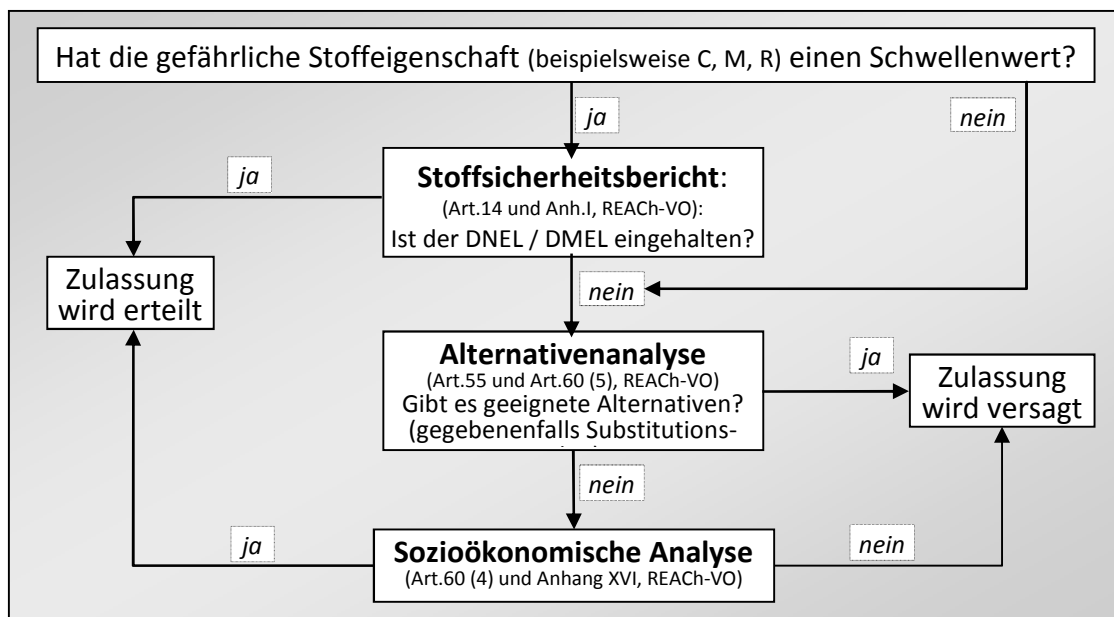 Hat die gefährliche Stoffeigenschaft (beispielsweise C, M, R) einen Schwellenwert?
ja
nein
ja
Stoffsicherheitsbericht:
(Art.14 und Anh.I, REACh-VO):
Ist der DNEL / DMEL eingehalten?
Zulassung
wird erteilt
nein
Alternativenanalyse
(Art.55 und Art.60 (5), REACh-VO)
Gibt es geeignete Alternativen?
(gegebenenfalls Substitutions-
ja
Zulassung
wird versagt
nein
ja
Sozioökonomische Analyse
(Art.60 (4) und Anhang XVI, REACh-VO)
nein